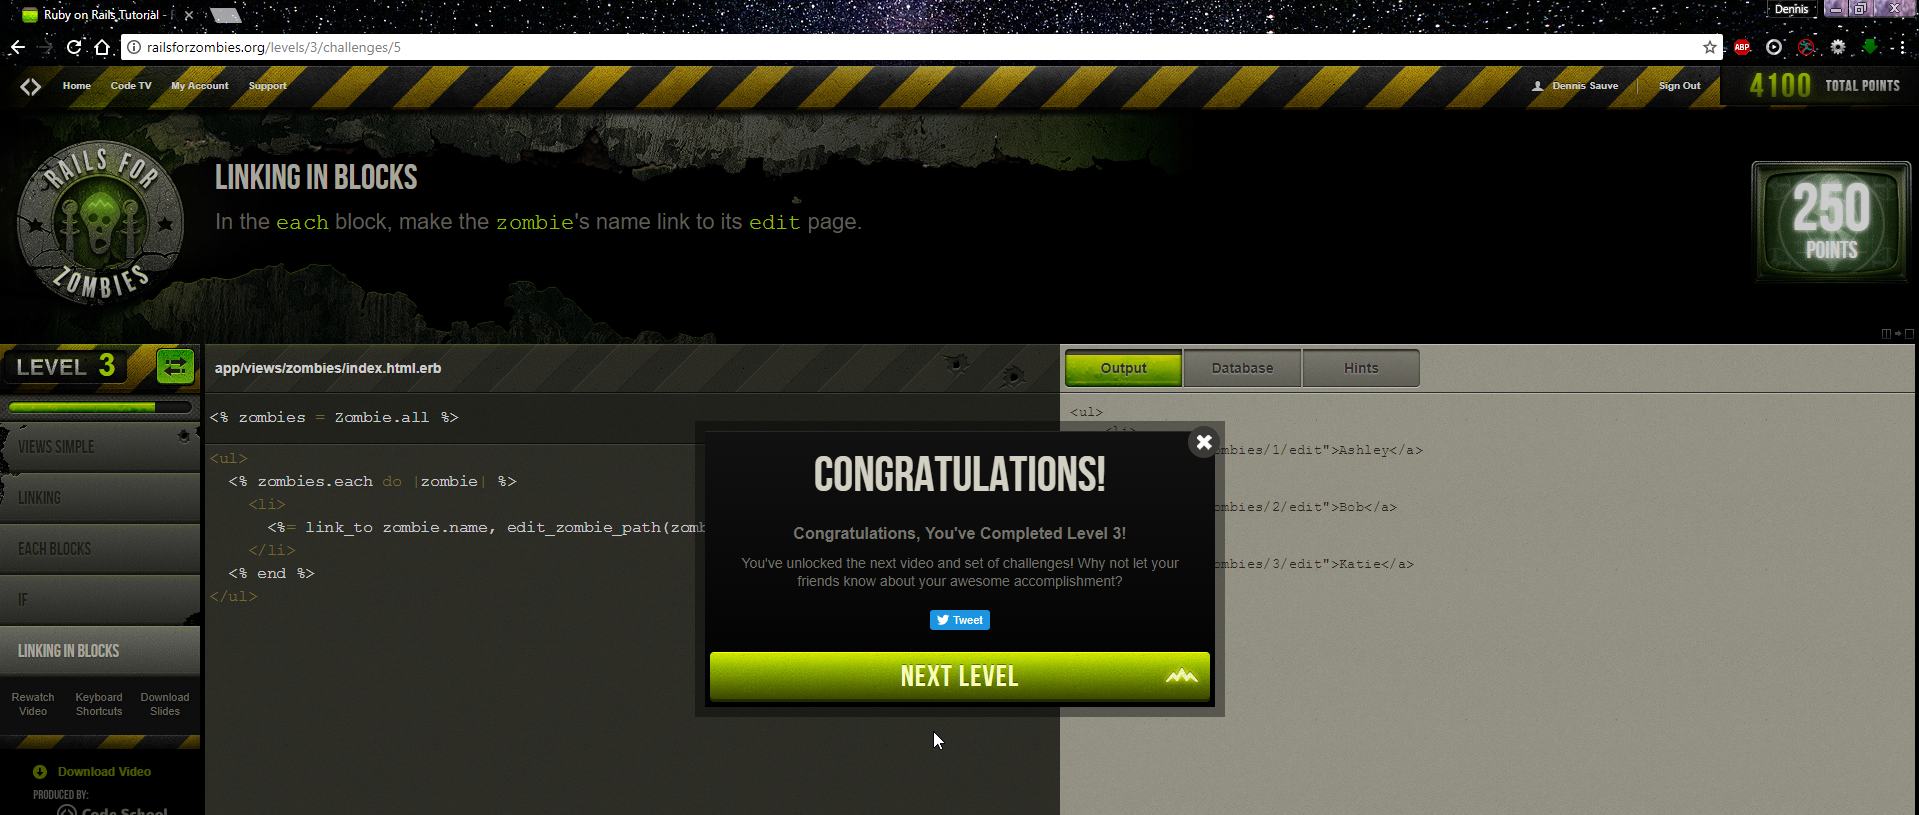 Ruby on Rails Tutorial -
Dennis
railsforzombies.org/levels/3/challenges/5
ABP
Home Code TV My Account Support
Dennis Sauve Sign Out
4100 TOTAL POINTS
RAILS FOR
ZOMBIES
LINKING IN BLOCKS
In the each block, make the zombie's name link to its edit page.
250
POINTS
LEVEL 3
VIEWS SIMPLE
LINKING
EACH BLOCKS
IF
LINKING IN BLOCKS
Rewatch Video
Keyboard Shortcuts
Download Slides
Download Video
PRODUCED BY:
Code School
app/views/zombies/index.html.erb
<% zombies = Zombie.all %>
<ul>
<% zombies.each do |zombie| %>
<li>
<%= link_to zombie.name, edit_zombie_path(zomb
</li>
<% end %>
</ul>
Output Database Hints
<ul>
<li>
mbies/1/edit">Ashley</a>
mbies/2/edit">Bob</a>
mbies/3/edit">Katie</a>
CONGRATULATIONS!
Congratulations, You've Completed Level 3!
You've unlocked the next video and set of challenges! Why not let your
friends know about your awesome accomplishment?
Tweet
NEXT LEVEL